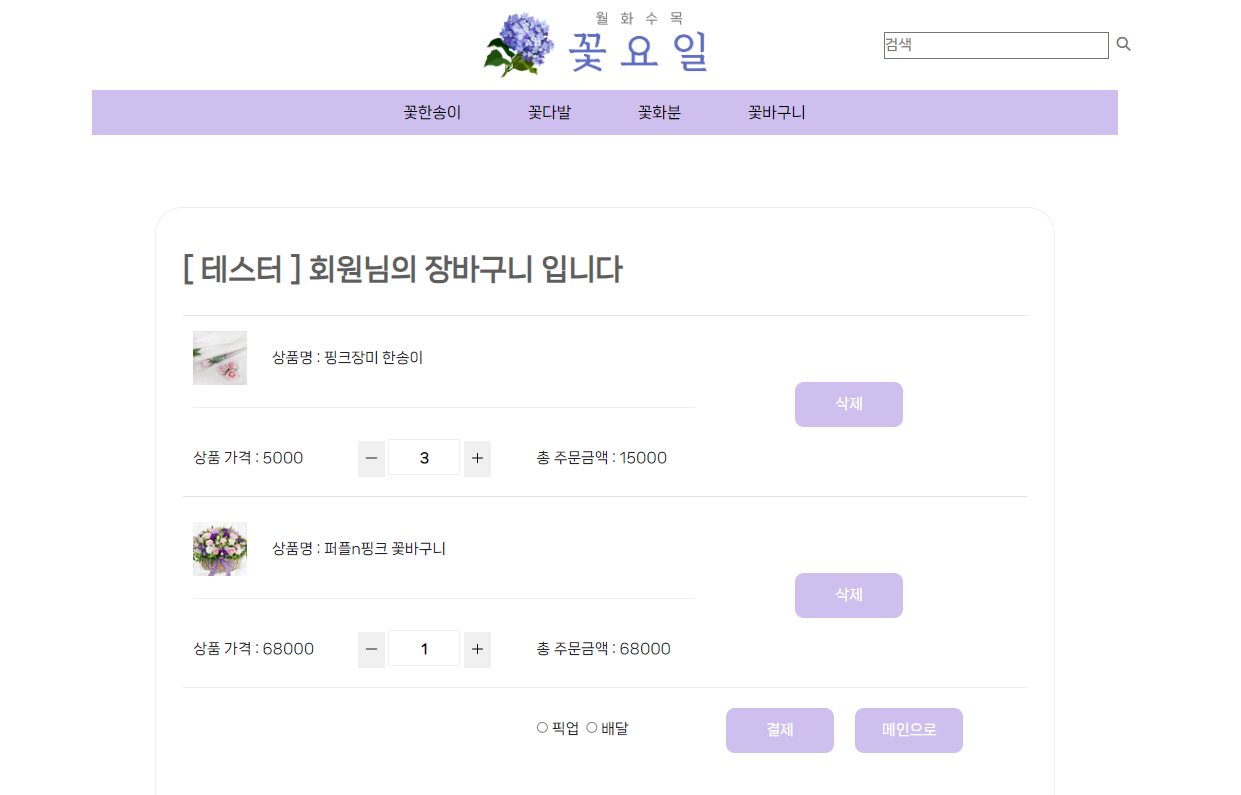 월 화 수 목
꽃 요 일
검색
꽃한송이 꽃다발 꽃화분 꽃바구니
[ 테스터 ] 회원님의 장바구니 입니다
상품명 : 핑크장미 한송이
삭제
상품 가격 : 5000 － 3 + 총 주문금액 : 15000
상품명 : 퍼플n핑크 꽃바구니
삭제
상품 가격 : 68000 － 1 + 총 주문금액 : 68000
픽업 배달 결제 메인으로